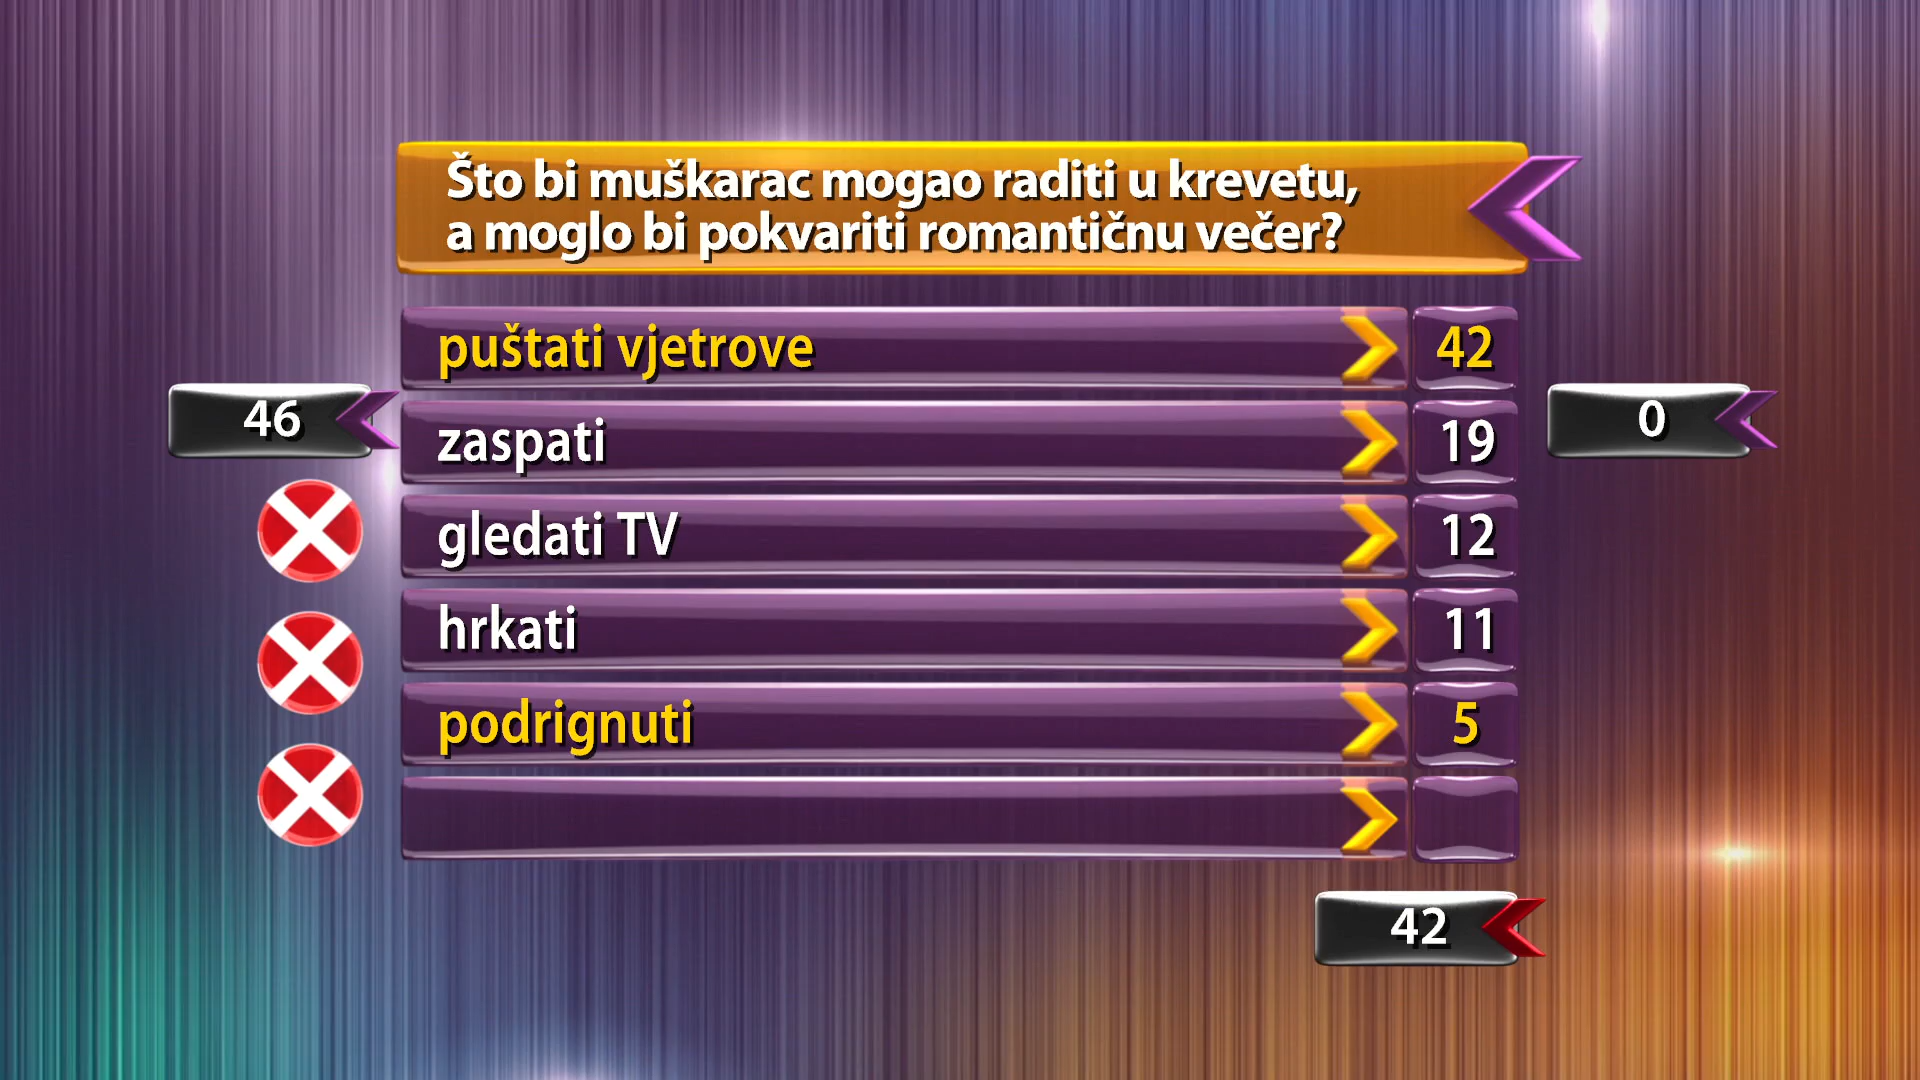 Što bi muškarac mogao raditi u krevetu,
a moglo bi pokvariti romantičnu večer?
puštati vjetrove 42
46
zaspati 19
0
gledati TV 12
hrkati 11
podrignuti 5
42